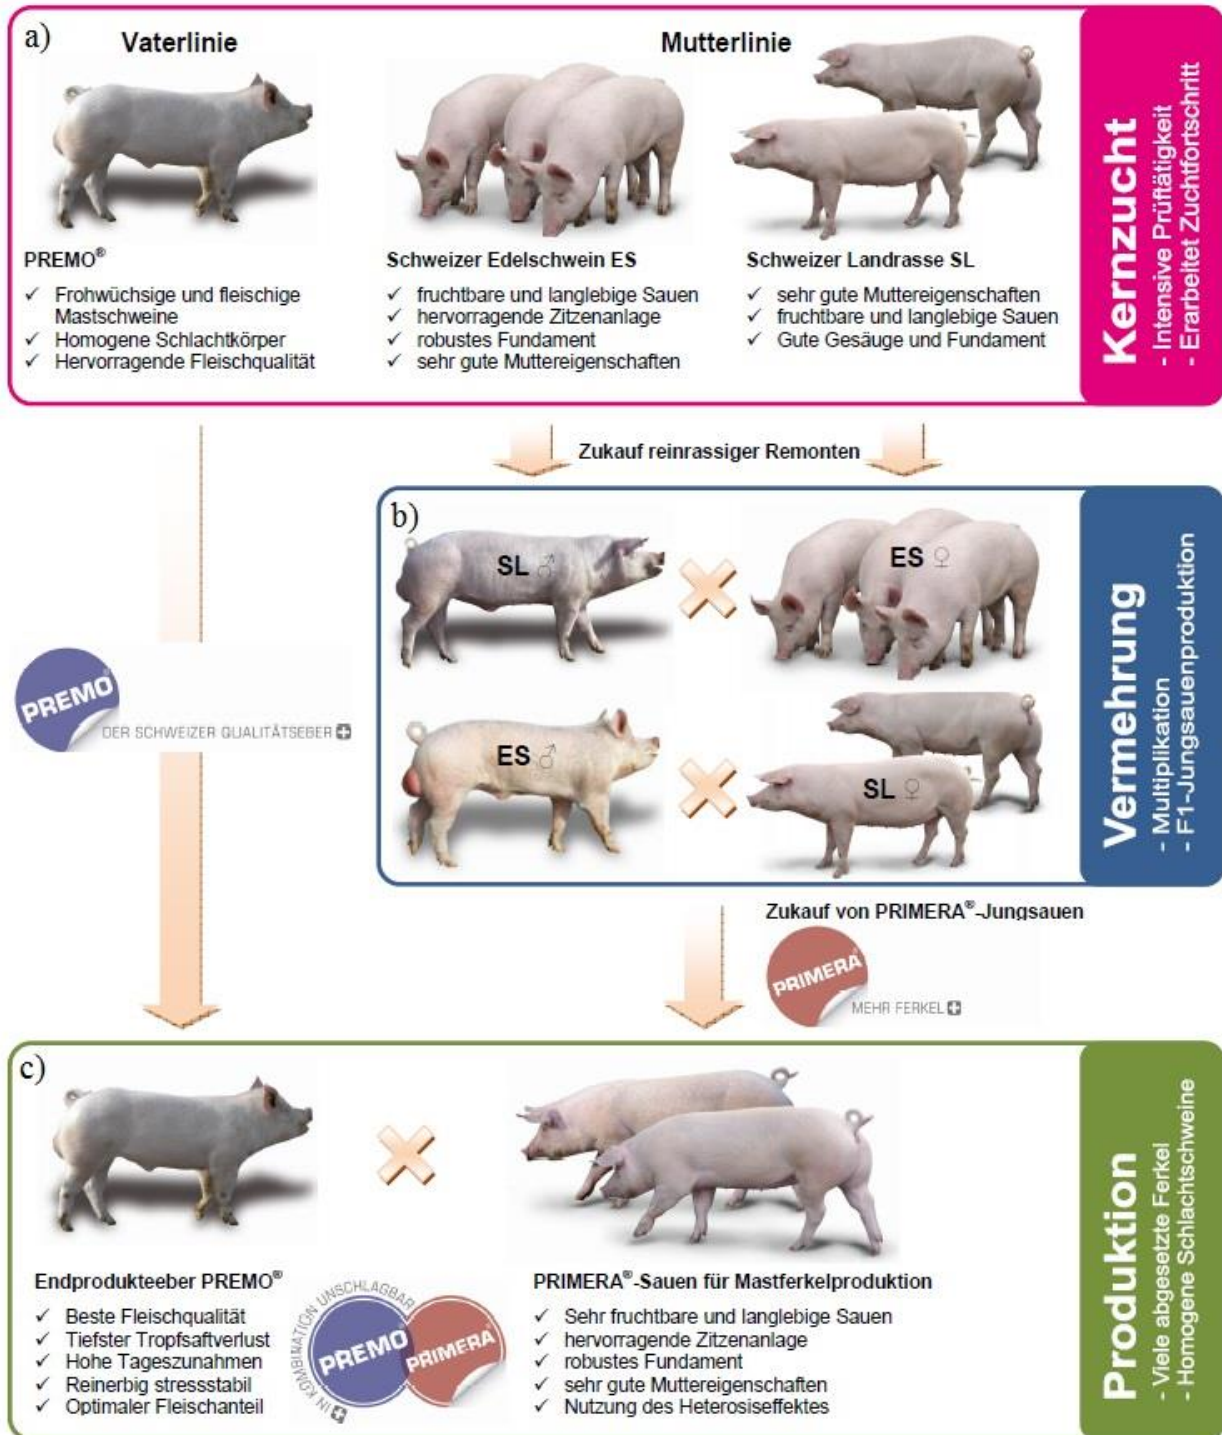 a)
Vaterlinie
Mutterlinie
PREMO®
✓ Frohwüchsige und fleischige
Mastschweine
✓ Homogene Schlachtkörper
✓ Hervorragende Fleischqualität
Schweizer Edelschwein ES
✓ fruchtbare und langlebige Sauen
✓ hervorragende Zitzenanlage
✓ robustes Fundament
✓ sehr gute Muttereigenschaften
Schweizer Landrasse SL
✓ sehr gute Muttereigenschaften
✓ fruchtbare und langlebige Sauen
✓ Gute Gesäuge und Fundament
Kernzucht
- Intensive Prüftätigkeit
- Erarbeitet Zuchtfortschritt
Zukauf reinrassiger Remonten
b)
SL ♂
ES ♀
ES ♂
SL ♀
Vermehrung
- Multiplikation
- F1-Jungsauenproduktion
PREMO®
DER SCHWEIZER QUALITÄTSEBER
Zukauf von PRIMERA®-Jungsauen
PRIMERA®
MEHR FERKEL
c)
Endprodukteeber PREMO®
✓ Beste Fleischqualität
✓ Tiefster Tropfsaftverlust
✓ Hohe Tageszunahmen
✓ Reinerbig stressstabil
✓ Optimaler Fleischanteil
IN KOMBINATION UNSCHLAGBAR
PREMO® PRIMERA®
PRIMERA®-Sauen für Mastferkelproduktion
✓ Sehr fruchtbare und langlebige Sauen
✓ hervorragende Zitzenanlage
✓ robustes Fundament
✓ sehr gute Muttereigenschaften
✓ Nutzung des Heterosiseffektes
Produktion
- Viele abgesetzte Ferkel
- Homogene Schlachtschweine